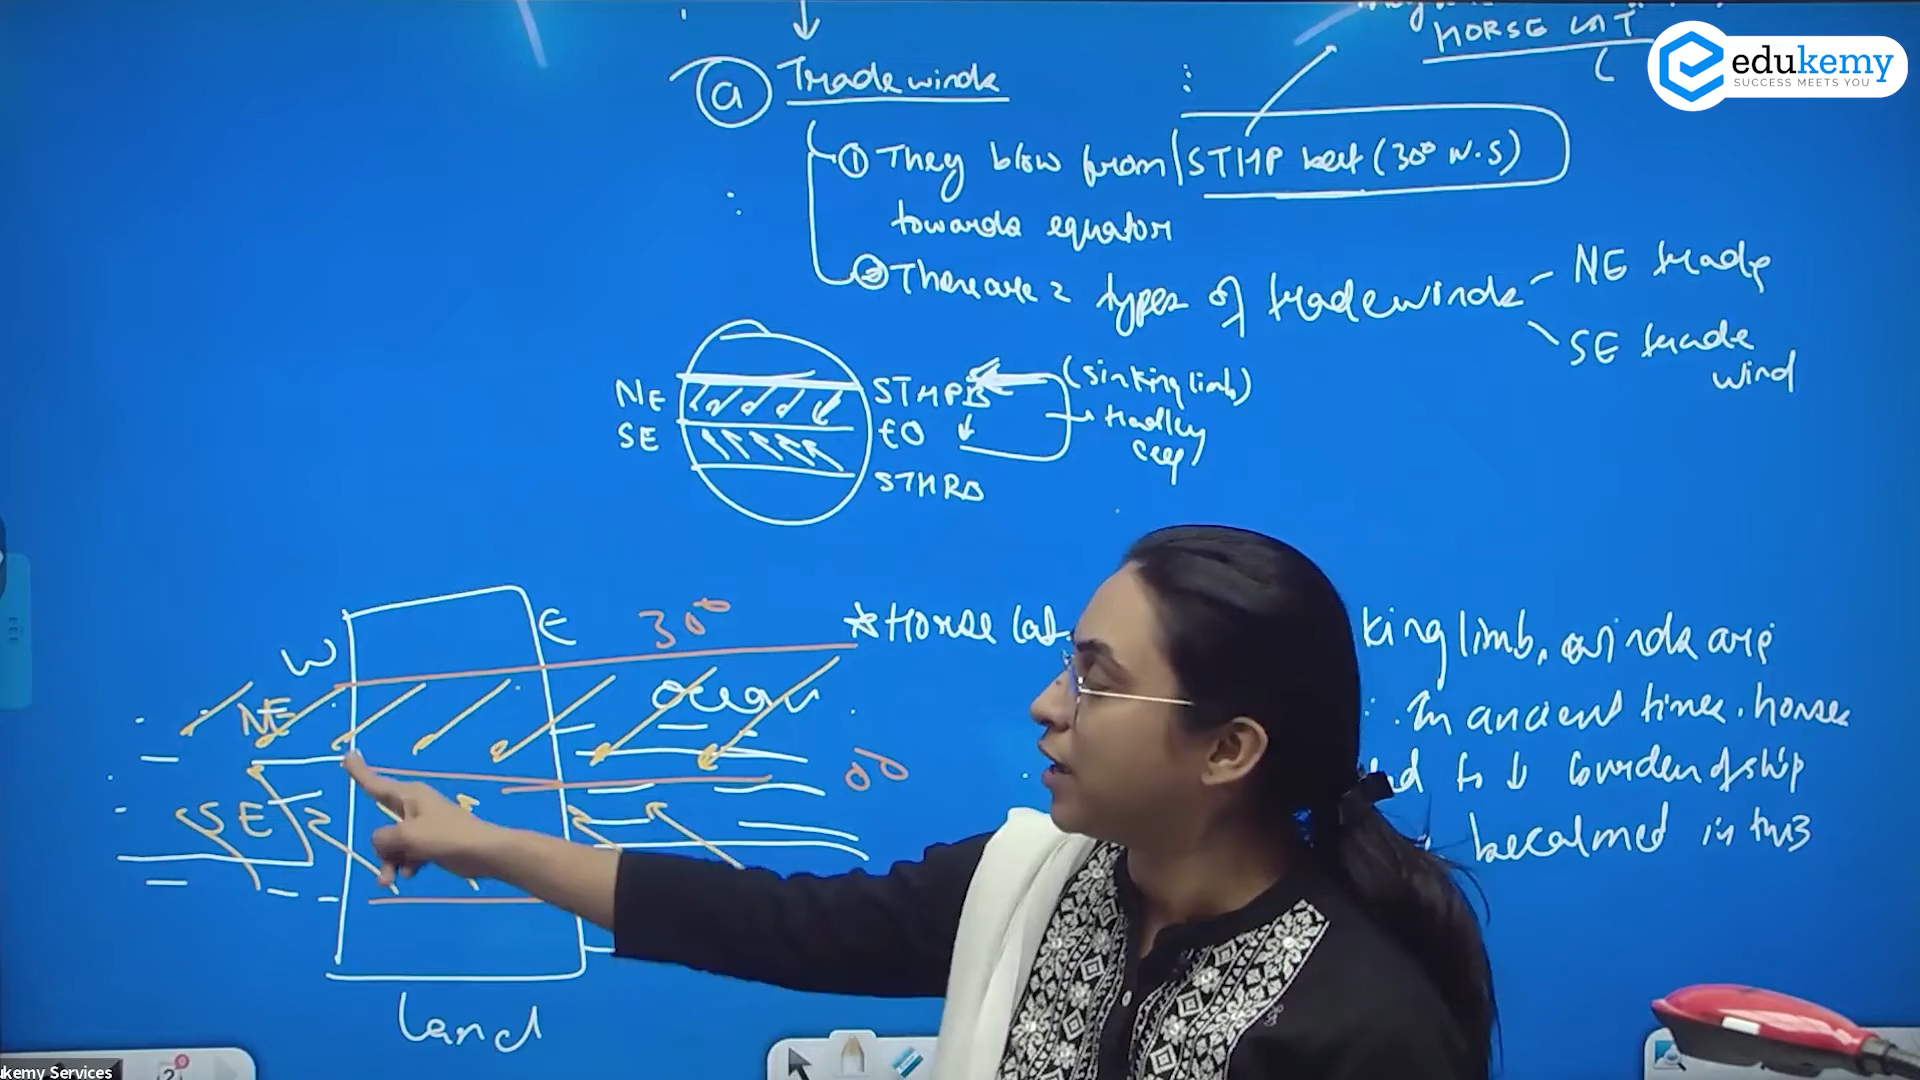 HORSE LAT
edukemy
SUCCESS MEETS YOU
a Trade winds
① They blow from STHP belt (30° N.S)
towards equator
② There are 2 types of tradewinds
NE trade
SE trade
wind
NE
SE
STHPB
EQ
(sinking limb)
Hadley
STHPB
W
E
30°
NE
ocean
SE
00
land
* Horse lat.
king limb, winds are
In ancient times. horses
to ↓ burden of ship
becalmed in this
kemy Services